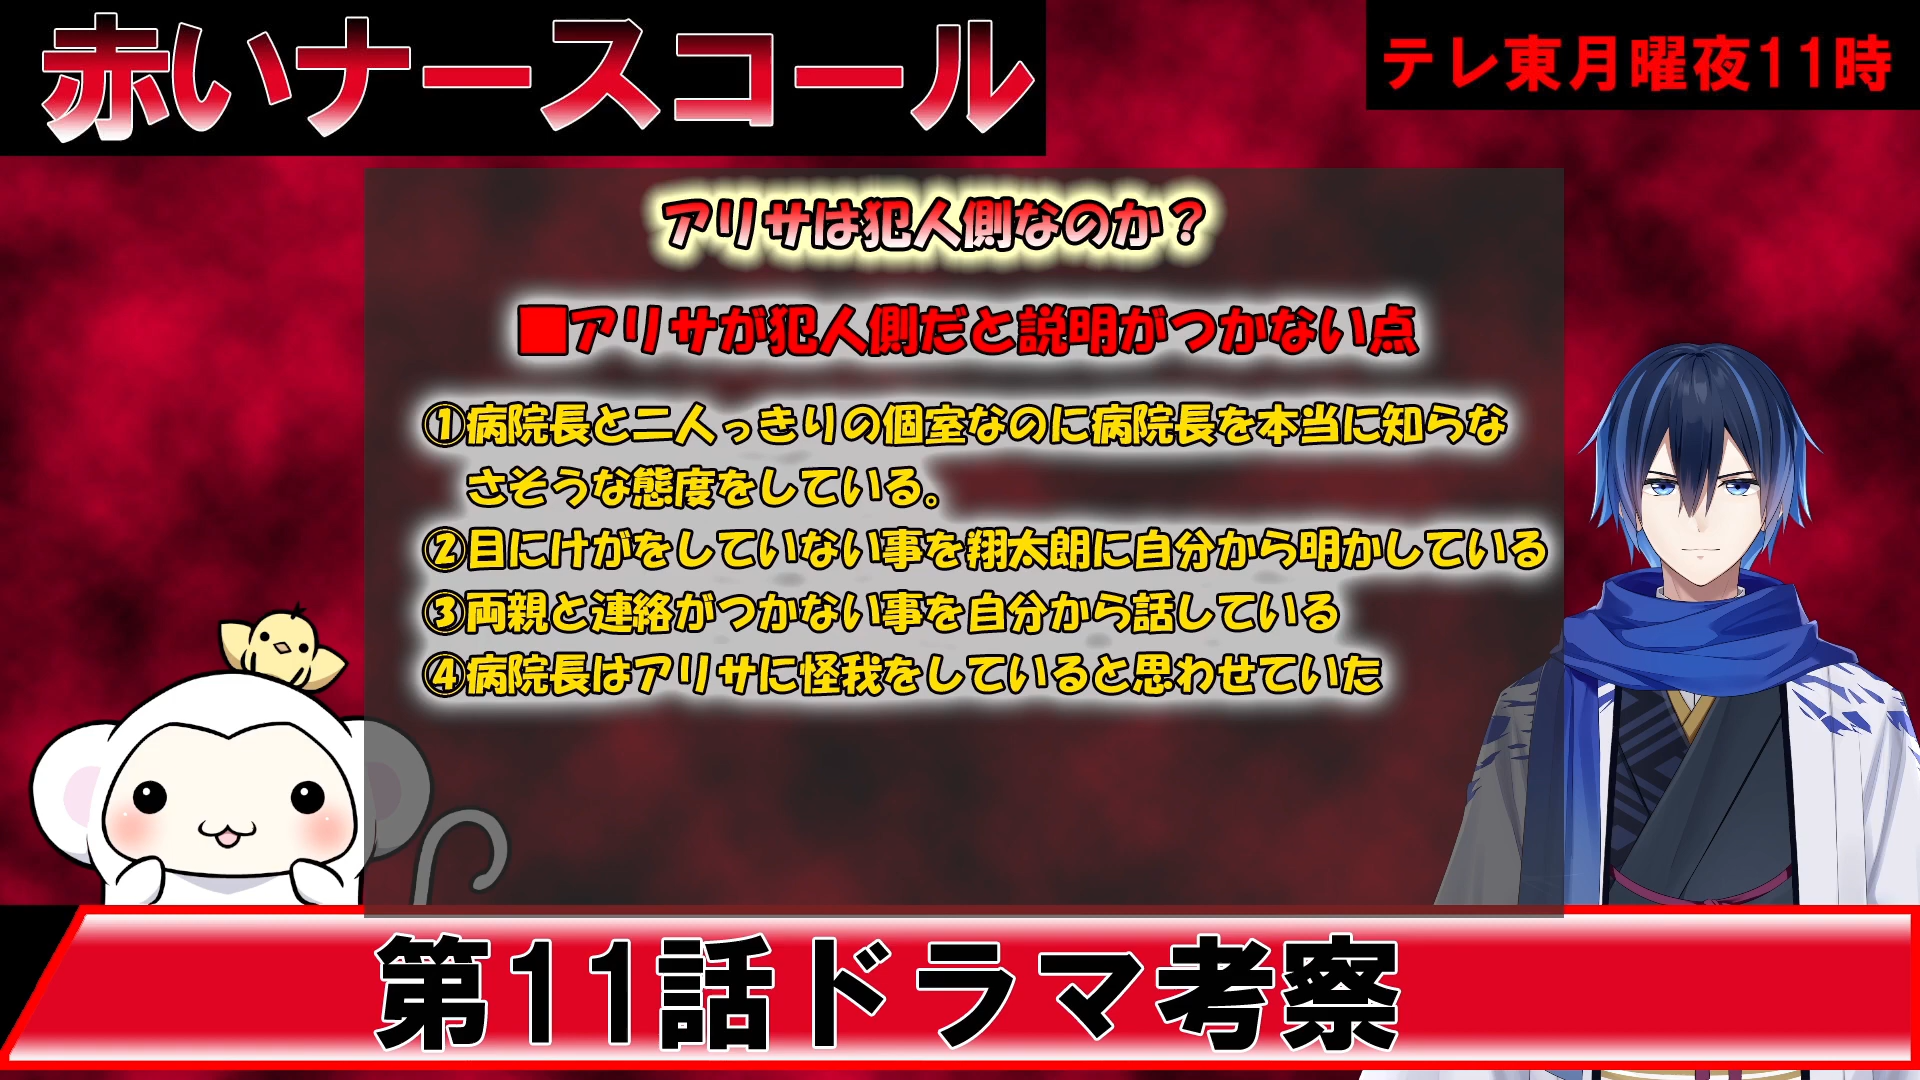 赤いナースコール
テレ東月曜夜11時
アリサは犯人側なのか？
■アリサが犯人側だと説明がつかない点
①病院長と二人っきりの個室なのに病院長を本当に知らな
さそうな態度をしている。
②目にけがをしていない事を翔太朗に自分から明かしている
③両親と連絡がつかない事を自分から話している
④病院長はアリサに怪我をしていると思わせていた
第11話ドラマ考察